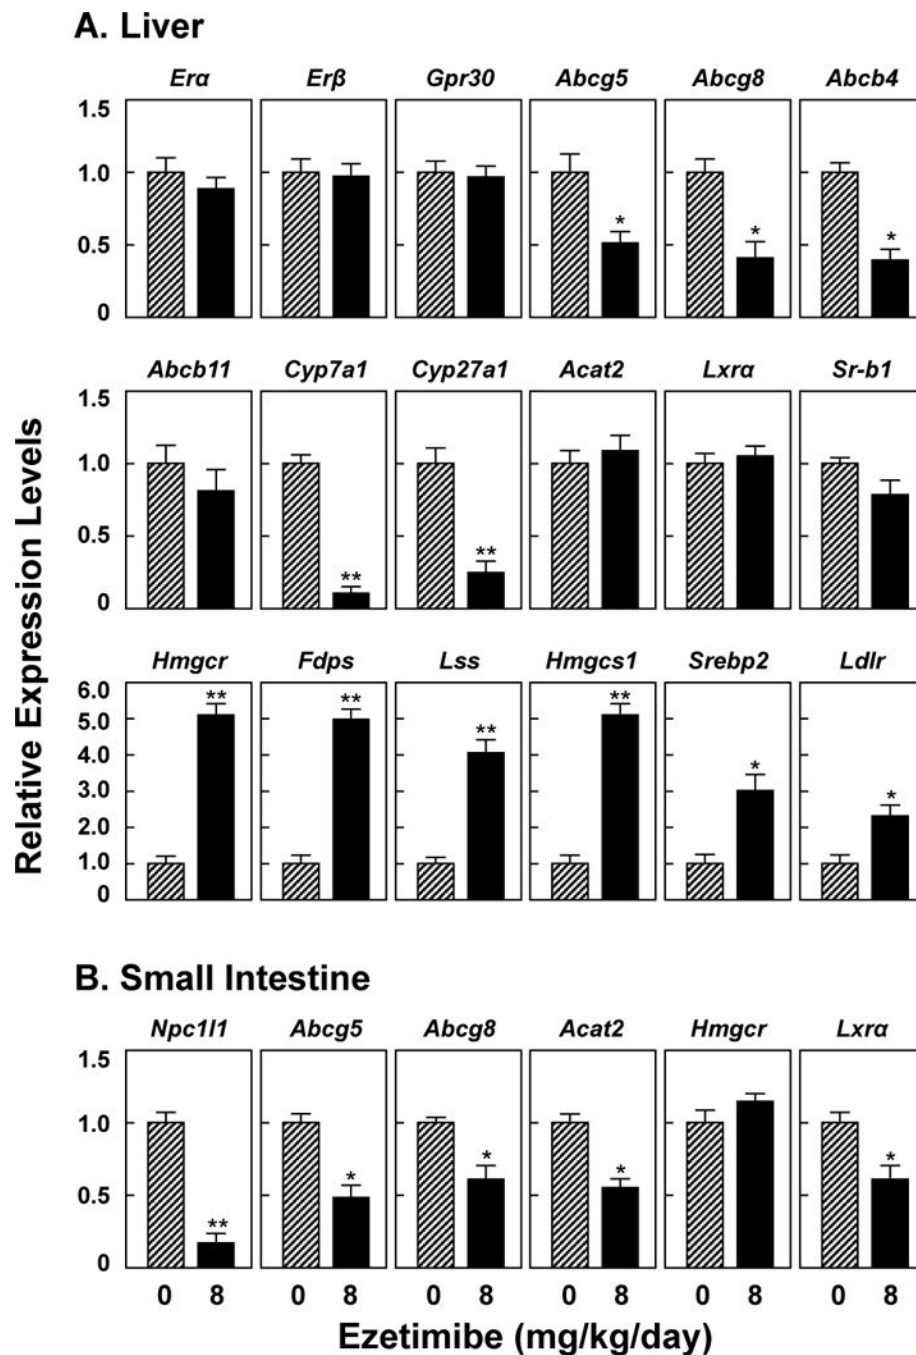 A. Liver
Erα Erβ Gpr30 Abcg5 Abcg8 Abcb4
1.5
1.0
0.5
0
* * *
Abcb11 Cyp7a1 Cyp27a1 Acat2 Lxrα Sr-b1
1.5
1.0
0.5
0
** **
Hmgcr Fdps Lss Hmgcs1 Srebp2 Ldlr
6.0
5.0
4.0
3.0
2.0
1.0
0
** ** ** ** * *
Relative Expression Levels
B. Small Intestine
Npc1l1 Abcg5 Abcg8 Acat2 Hmgcr Lxrα
1.5
1.0
0.5
0
** * * * *
0 8 0 8 0 8 0 8 0 8 0 8
Ezetimibe (mg/kg/day)